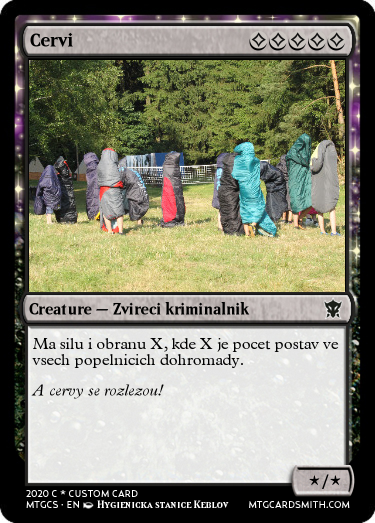 Cervi
Creature — Zvireci kriminalnik
Ma silu i obranu X, kde X je pocet postav ve
vsech popelnicich dohromady.
A cervy se rozlezou!
★/★
2020 C * CUSTOM CARD
MTGCS · EN HYGIENICKA STANICE KEBLOV
MTGCARDSMITH.COM